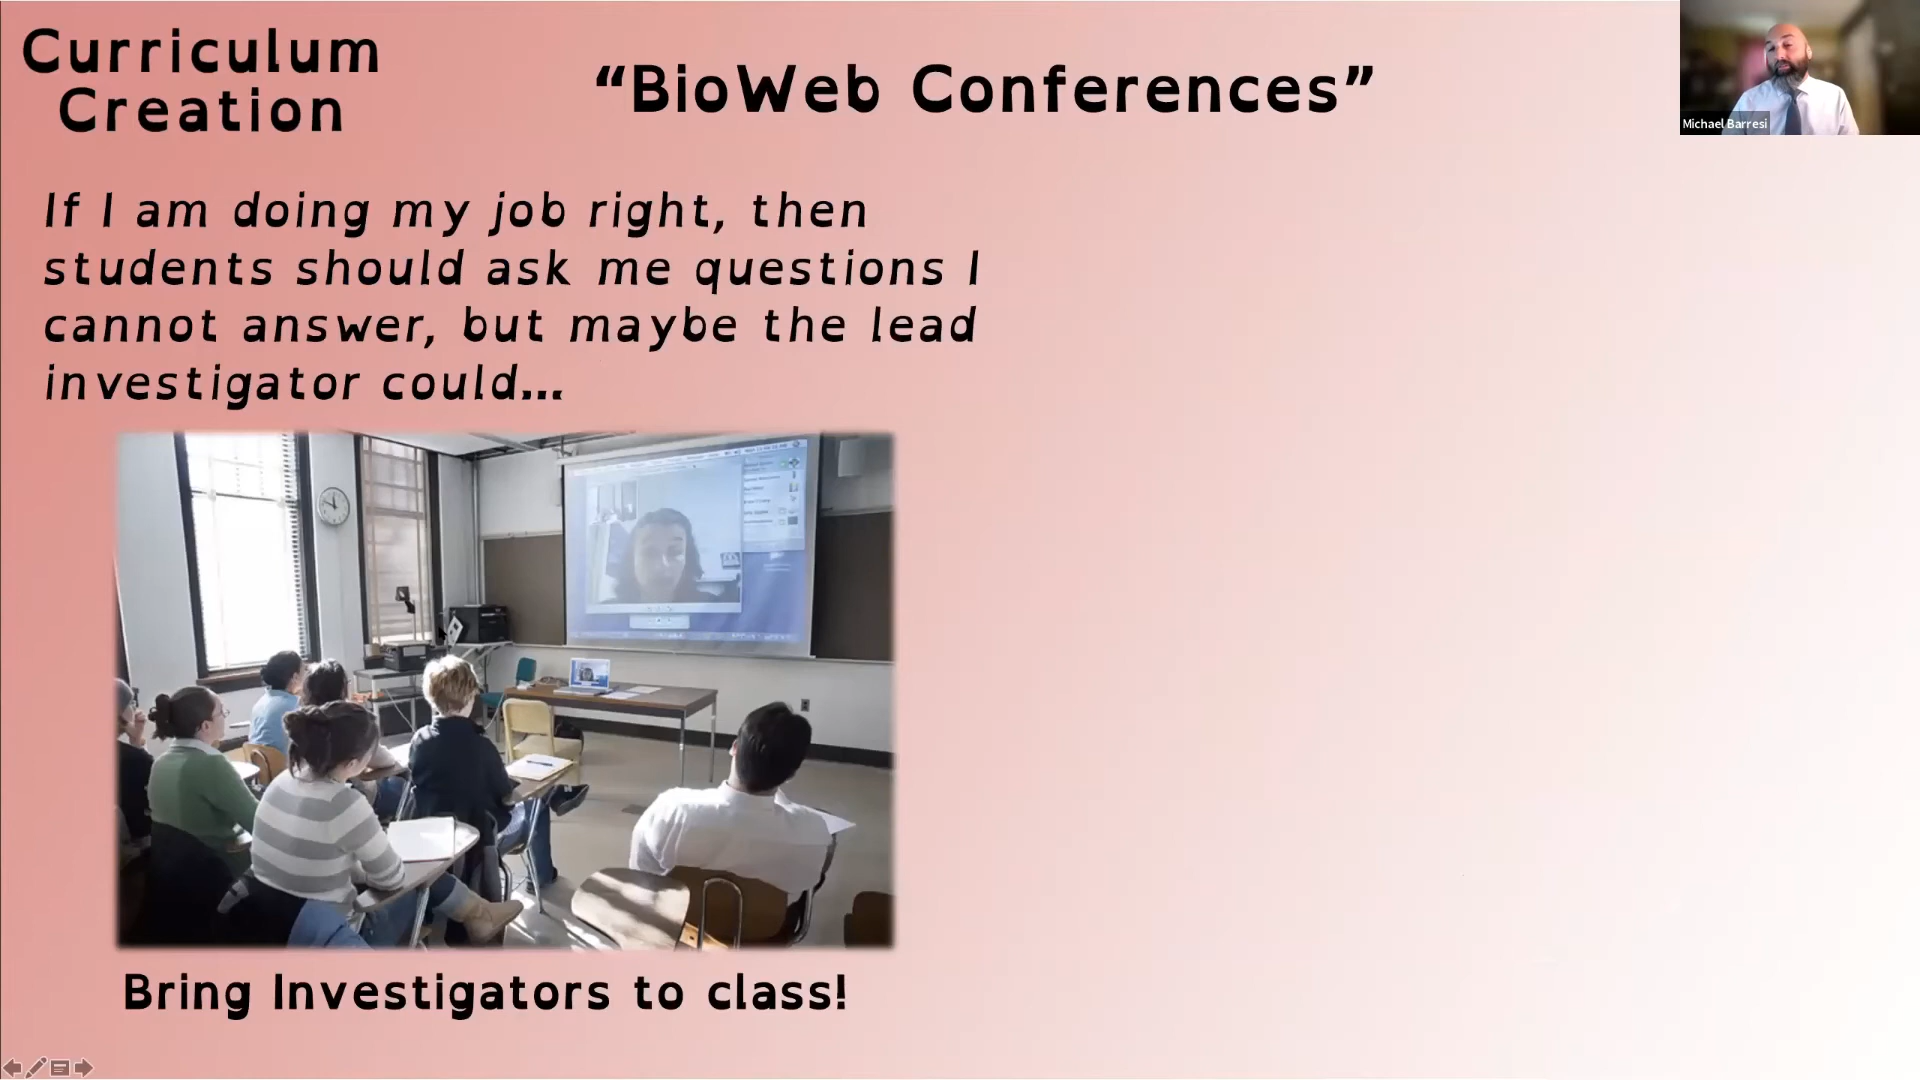 Curriculum
Creation
“BioWeb Conferences”
Michael Barresi
If I am doing my job right, then
students should ask me questions I
cannot answer, but maybe the lead
investigator could...
Bring Investigators to class!